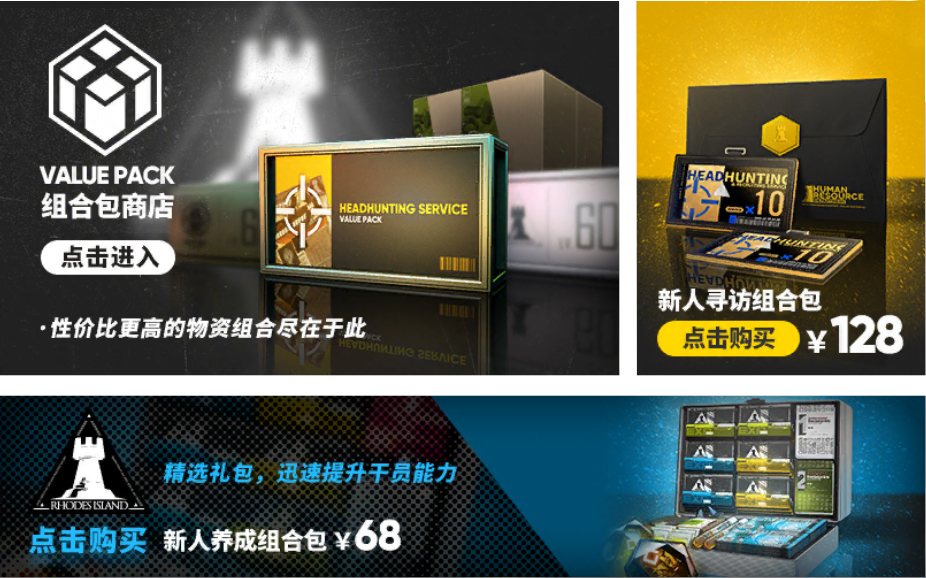 VALUE PACK
组合包商店
点击进入
·性价比更高的物资组合尽在于此
HEADHUNTING SERVICE
VALUE PACK
60
HEADHUNTING
& RECRUITING SERVICE
10
HUMAN
RESOURCE
HEADHUNTING
10
新人寻访组合包
点击购买 ¥128
RHODES ISLAND
精选礼包，迅速提升干员能力
点击购买 新人养成组合包 ¥68